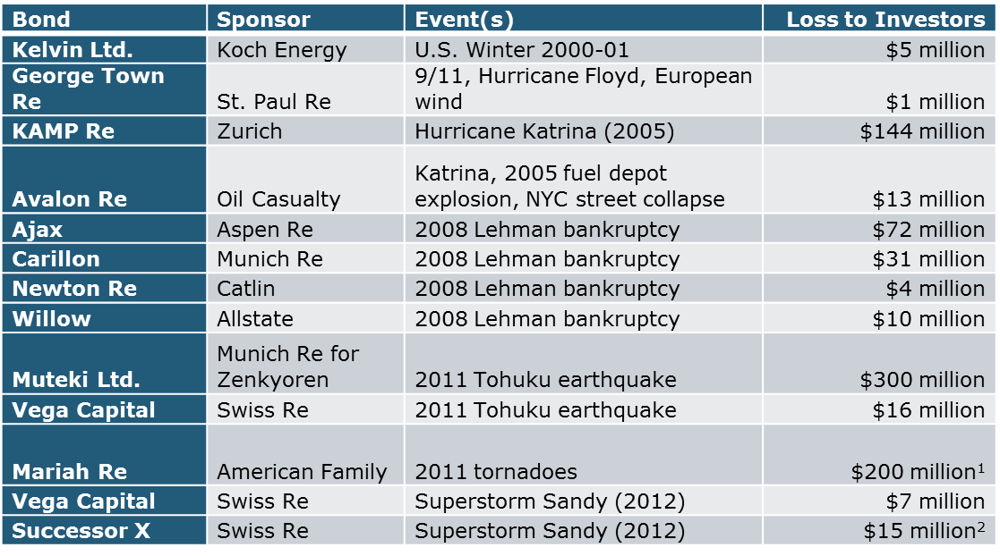 Bond Sponsor Event(s) Loss to Investors
Kelvin Ltd. Koch Energy U.S. Winter 2000-01 $5 million
George Town
Re St. Paul Re 9/11, Hurricane Floyd, European
wind $1 million
KAMP Re Zurich Hurricane Katrina (2005) $144 million
Avalon Re Oil Casualty Katrina, 2005 fuel depot
explosion, NYC street collapse $13 million
Ajax Aspen Re 2008 Lehman bankruptcy $72 million
Carillon Munich Re 2008 Lehman bankruptcy $31 million
Newton Re Catlin 2008 Lehman bankruptcy $4 million
Willow Allstate 2008 Lehman bankruptcy $10 million
Muteki Ltd. Munich Re for
Zenkyoren 2011 Tohuku earthquake $300 million
Vega Capital Swiss Re 2011 Tohuku earthquake $16 million
Mariah Re American Family 2011 tornadoes $200 million¹
Vega Capital Swiss Re Superstorm Sandy (2012) $7 million
Successor X Swiss Re Superstorm Sandy (2012) $15 million²